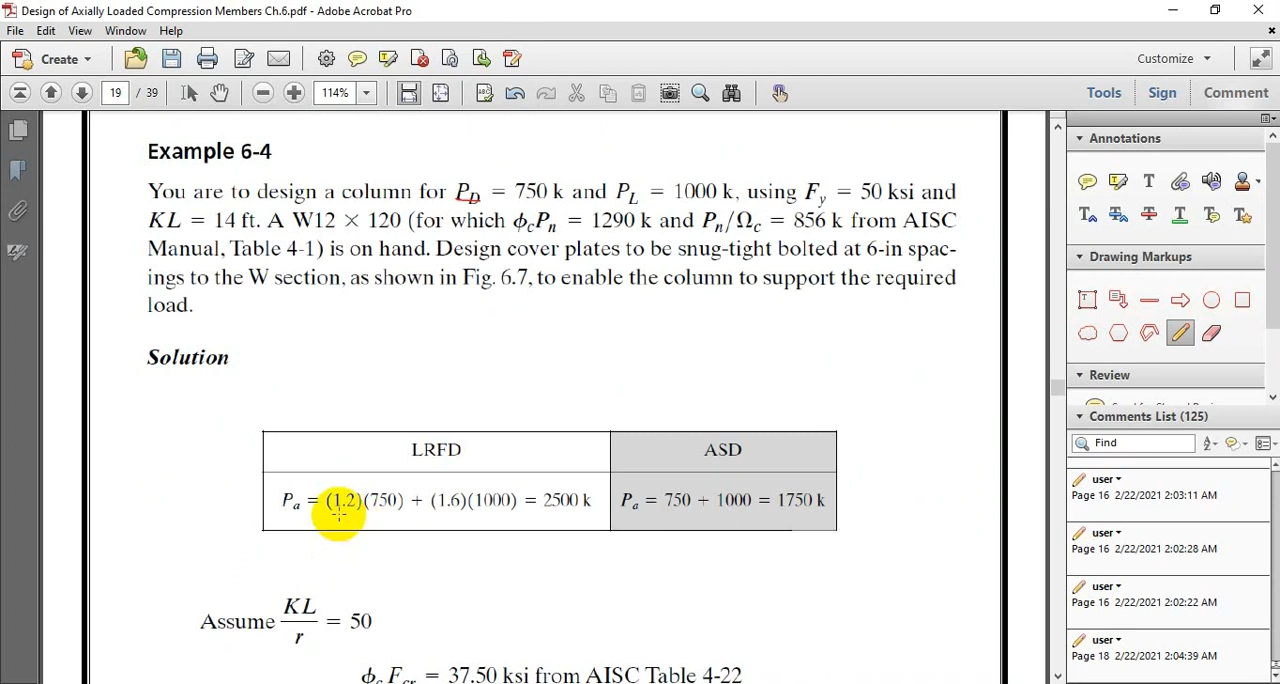 Design of Axially Loaded Compression Members Ch.6.pdf - Adobe Acrobat Pro
File Edit View Window Help
Create
Customize
19 / 39
114%
Tools Sign Comment
Example 6-4
You are to design a column for P_D = 750 k and P_L = 1000 k, using F_y = 50 ksi and
KL = 14 ft. A W12 × 120 (for which ϕ_cP_n = 1290 k and P_n/Ω_c = 856 k from AISC
Manual, Table 4-1) is on hand. Design cover plates to be snug-tight bolted at 6-in spac-
ings to the W section, as shown in Fig. 6.7, to enable the column to support the required
load.
Solution
LRFD
ASD
P_a = (1.2)(750) + (1.6)(1000) = 2500 k
P_a = 750 + 1000 = 1750 k
Assume KL/r = 50
ϕ_c F_cr = 37.50 ksi from AISC Table 4-22
Annotations
T
Drawing Markups
Review
Comments List (125)
Find
user
Page 16 2/22/2021 2:03:11 AM
user
Page 16 2/22/2021 2:02:28 AM
user
Page 16 2/22/2021 2:02:22 AM
user
Page 18 2/22/2021 2:04:39 AM